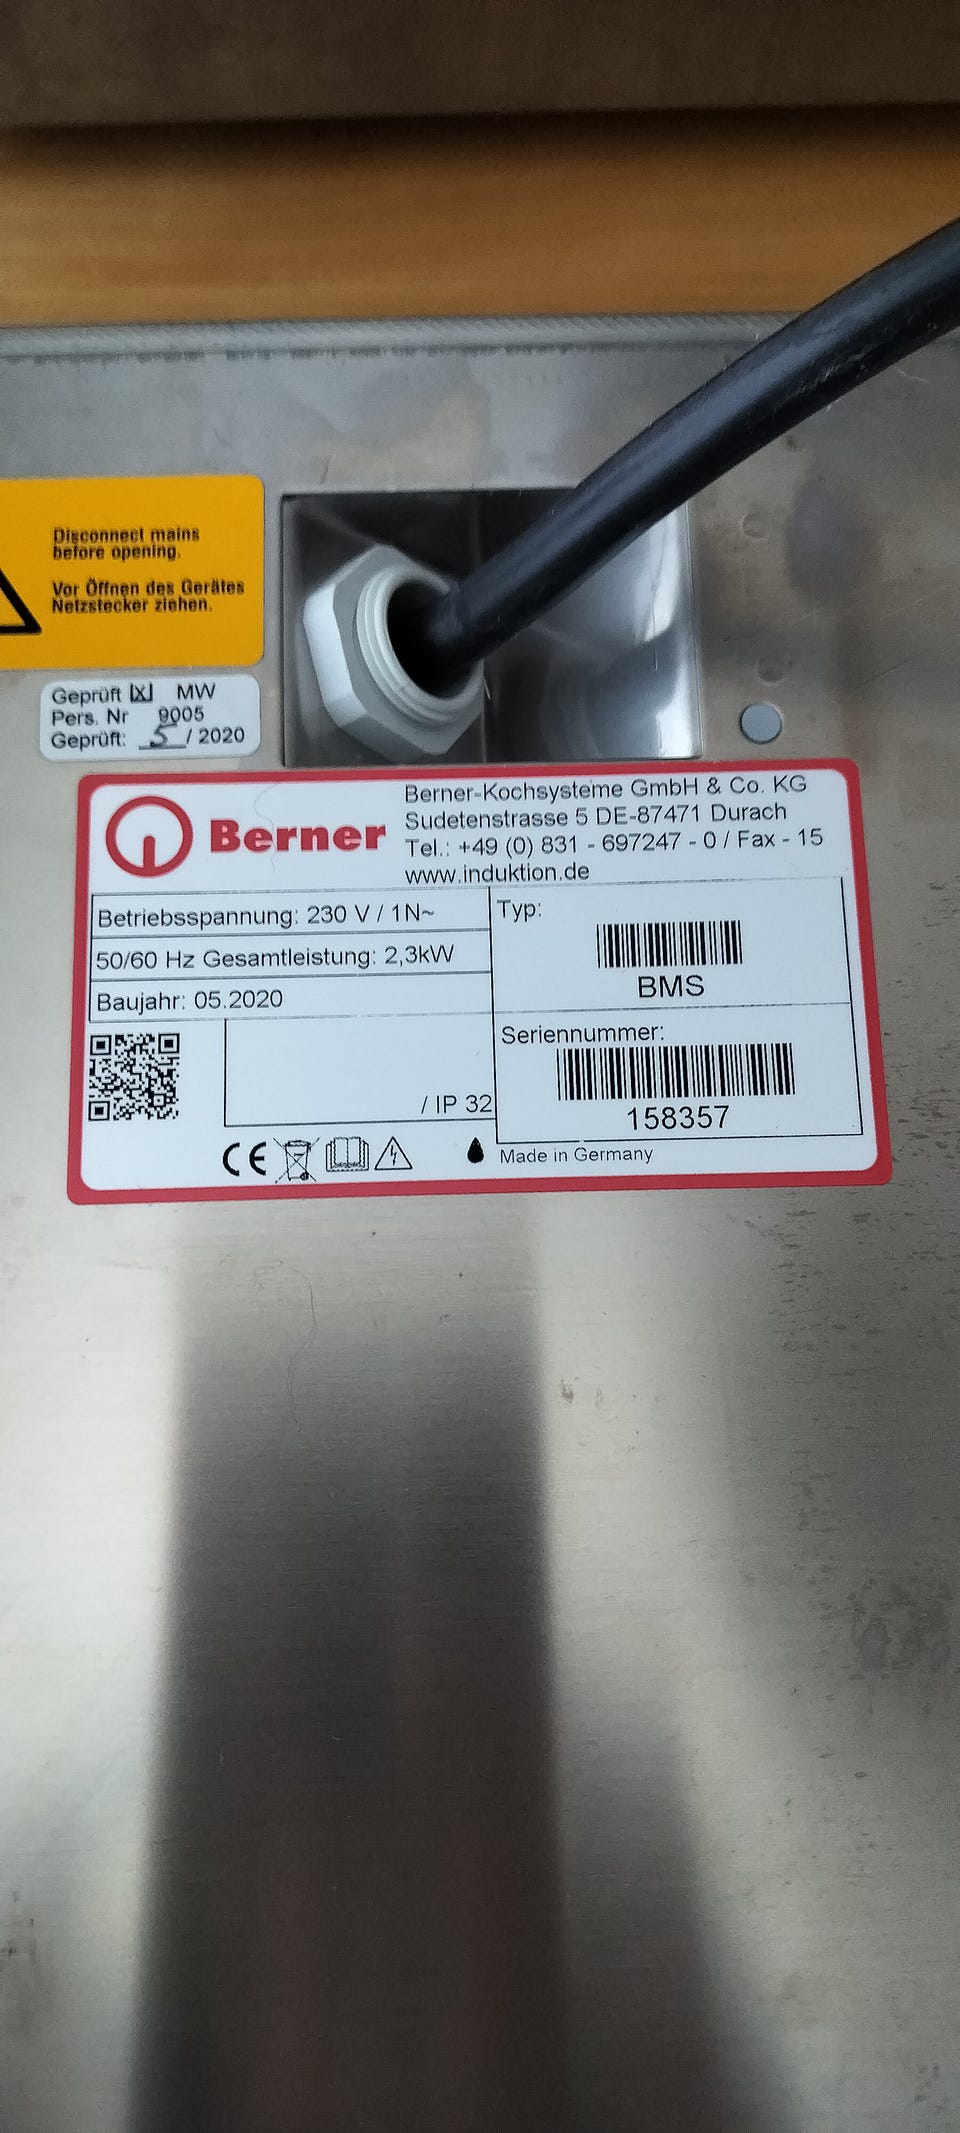 Disconnect mains
before opening.
Vor Öffnen des Gerätes
Netzstecker ziehen.
Geprüft [X] MW
Pers. Nr 9005
Geprüft: 5 / 2020
Berner
Berner-Kochsysteme GmbH & Co. KG
Sudetenstrasse 5 DE-87471 Durach
Tel.: +49 (0) 831 - 697247 - 0 / Fax - 15
www.induktion.de
Betriebsspannung: 230 V / 1N~
50/60 Hz Gesamtleistung: 2,3kW
Baujahr: 05.2020
/ IP 32
Typ:
BMS
Seriennummer:
158357
CE
Made in Germany